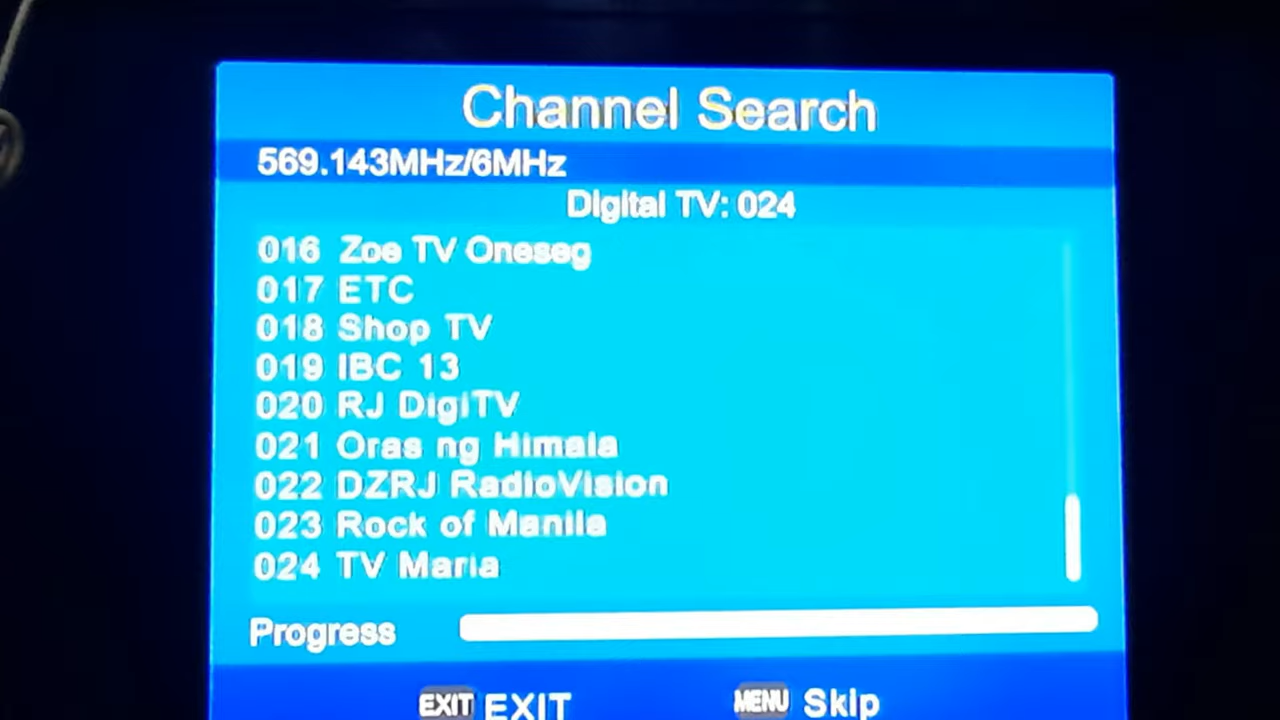 Channel Search
569.143MHz/6MHz
Digital TV: 024
016 Zoe TV Oneseg
017 ETC
018 Shop TV
019 IBC 13
020 RJ DigiTV
021 Oras ng Himala
022 DZRJ RadioVision
023 Rock of Manila
024 TV Maria
Progress
EXIT EXIT MENU Skip